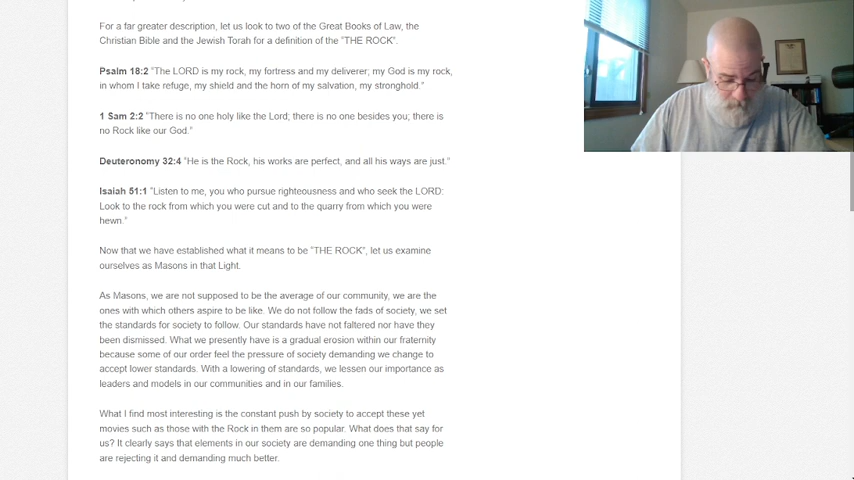 For a far greater description, let us look to two of the Great Books of Law, the
Christian Bible and the Jewish Torah for a definition of the "THE ROCK".
Psalm 18:2 "The LORD is my rock, my fortress and my deliverer; my God is my rock,
in whom I take refuge, my shield and the horn of my salvation, my stronghold."
1 Sam 2:2 "There is no one holy like the Lord; there is no one besides you; there is
no Rock like our God."
Deuteronomy 32:4 "He is the Rock, his works are perfect, and all his ways are just."
Isaiah 51:1 "Listen to me, you who pursue righteousness and who seek the LORD:
Look to the rock from which you were cut and to the quarry from which you were
hewn."
Now that we have established what it means to be "THE ROCK", let us examine
ourselves as Masons in that Light.
As Masons, we are not supposed to be the average of our community, we are the
ones with which others aspire to be like. We do not follow the fads of society, we set
the standards for society to follow. Our standards have not faltered nor have they
been dismissed. What we presently have is a gradual erosion within our fraternity
because some of our order feel the pressure of society demanding we change to
accept lower standards. With a lowering of standards, we lessen our importance as
leaders and models in our communities and in our families.
What I find most interesting is the constant push by society to accept these yet
movies such as those with the Rock in them are so popular. What does that say for
us? It clearly says that elements in our society are demanding one thing but people
are rejecting it and demanding much better.